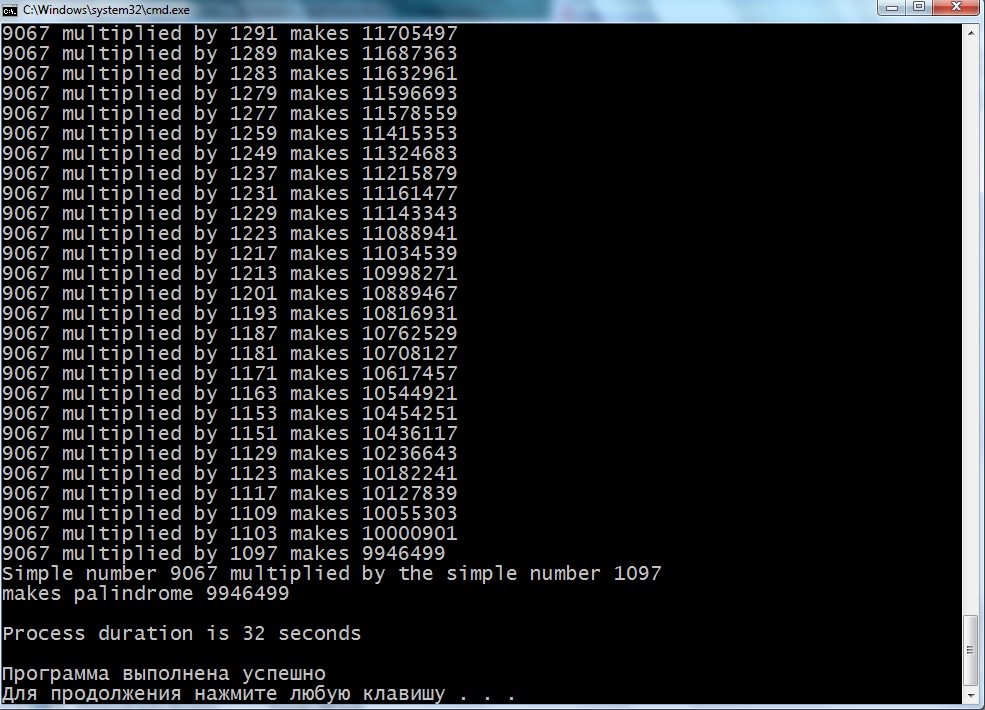 C:\Windows\system32\cmd.exe
9067 multiplied by 1291 makes 11705497
9067 multiplied by 1289 makes 11687363
9067 multiplied by 1283 makes 11632961
9067 multiplied by 1279 makes 11596693
9067 multiplied by 1277 makes 11578559
9067 multiplied by 1259 makes 11415353
9067 multiplied by 1249 makes 11324683
9067 multiplied by 1237 makes 11215879
9067 multiplied by 1231 makes 11161477
9067 multiplied by 1229 makes 11143343
9067 multiplied by 1223 makes 11088941
9067 multiplied by 1217 makes 11034539
9067 multiplied by 1213 makes 10998271
9067 multiplied by 1201 makes 10889467
9067 multiplied by 1193 makes 10816931
9067 multiplied by 1187 makes 10762529
9067 multiplied by 1181 makes 10708127
9067 multiplied by 1171 makes 10617457
9067 multiplied by 1163 makes 10544921
9067 multiplied by 1153 makes 10454251
9067 multiplied by 1151 makes 10436117
9067 multiplied by 1129 makes 10236643
9067 multiplied by 1123 makes 10182241
9067 multiplied by 1117 makes 10127839
9067 multiplied by 1109 makes 10055303
9067 multiplied by 1103 makes 10000901
9067 multiplied by 1097 makes 9946499
Simple number 9067 multiplied by the simple number 1097
makes palindrome 9946499
Process duration is 32 seconds
Программа выполнена успешно
Для продолжения нажмите любую клавишу . . .